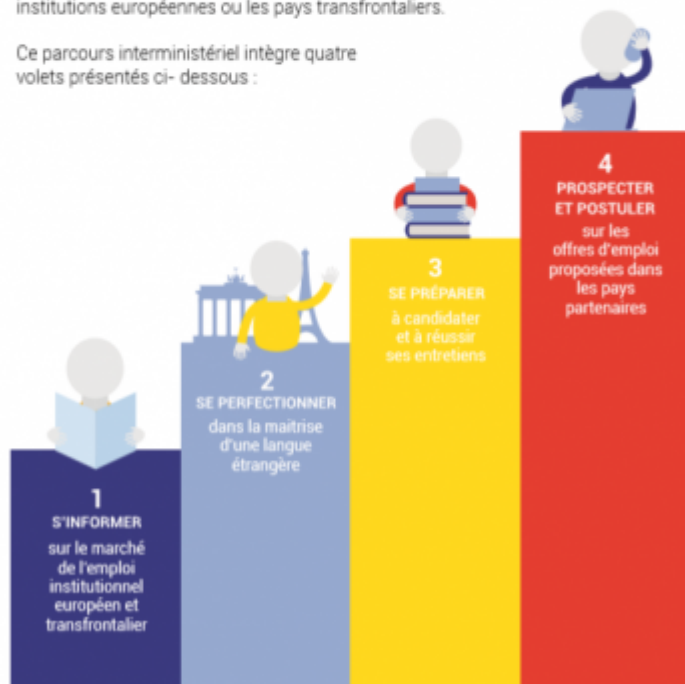 institutions européennes ou les pays transfrontaliers.
Ce parcours interministériel intègre quatre
volets présentés ci- dessous :
1
S'INFORMER
sur le marché
de l'emploi
institutionnel
européen et
transfrontalier
2
SE PERFECTIONNER
dans la maitrise
d'une langue
étrangère
3
SE PRÉPARER
à candidater
et à réussir
ses entretiens
4
PROSPECTER
ET POSTULER
sur les
offres d'emploi
proposées dans
les pays
partenaires